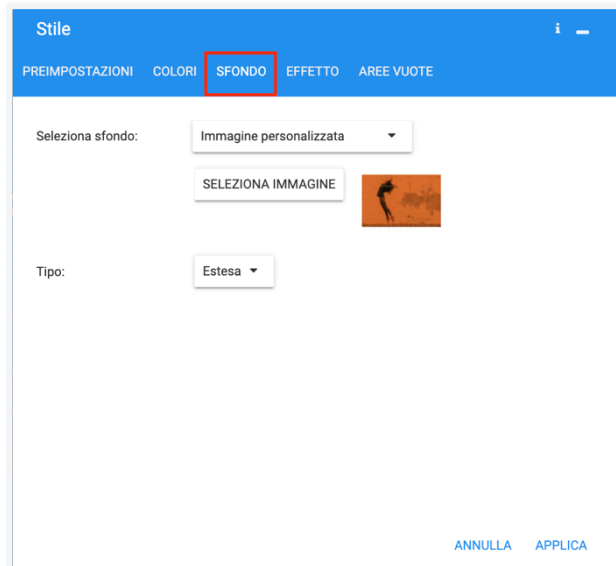 Stile
PREIMPOSTAZIONI COLORI SFONDO EFFETTO AREE VUOTE
Seleziona sfondo: Immagine personalizzata
SELEZIONA IMMAGINE
Tipo: Estesa
ANNULLA APPLICA